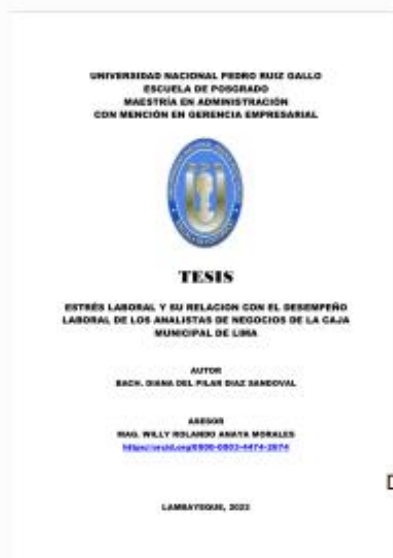 UNIVERSIDAD NACIONAL PEDRO RUIZ GALLO
ESCUELA DE POSGRADO
MAESTRÍA EN ADMINISTRACIÓN
CON MENCIÓN EN GERENCIA EMPRESARIAL
TESIS
ESTRÉS LABORAL Y SU RELACION CON EL DESEMPEÑO
LABORAL DE LOS ANALISTAS DE NEGOCIOS DE LA CAJA
MUNICIPAL DE LIMA
AUTOR
BACH. DIANA DEL PILAR DIAZ SANDOVAL
ASESOR
MAG. WILLY ROLANDO ANAYA MORALES
LAMBAYEQUE, 2023